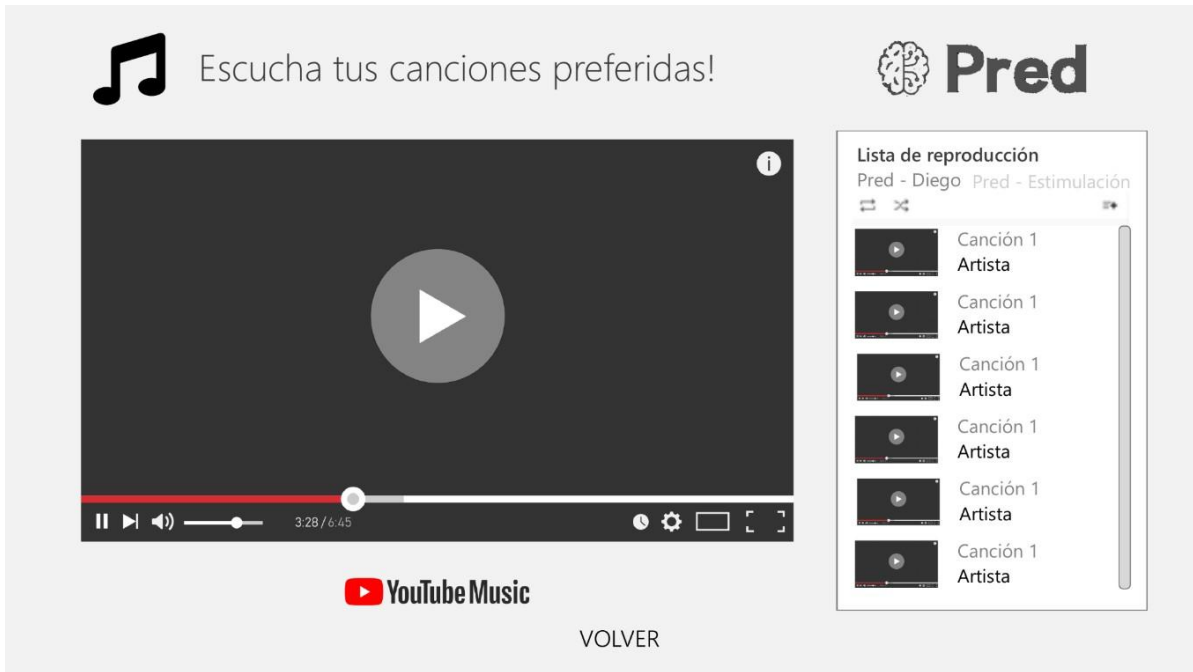 Escucha tus canciones preferidas!
Pred
i
3:28 / 6:45
YouTube Music
VOLVER
Lista de reproducción
Pred - Diego Pred - Estimulación
Canción 1
Artista
Canción 1
Artista
Canción 1
Artista
Canción 1
Artista
Canción 1
Artista
Canción 1
Artista